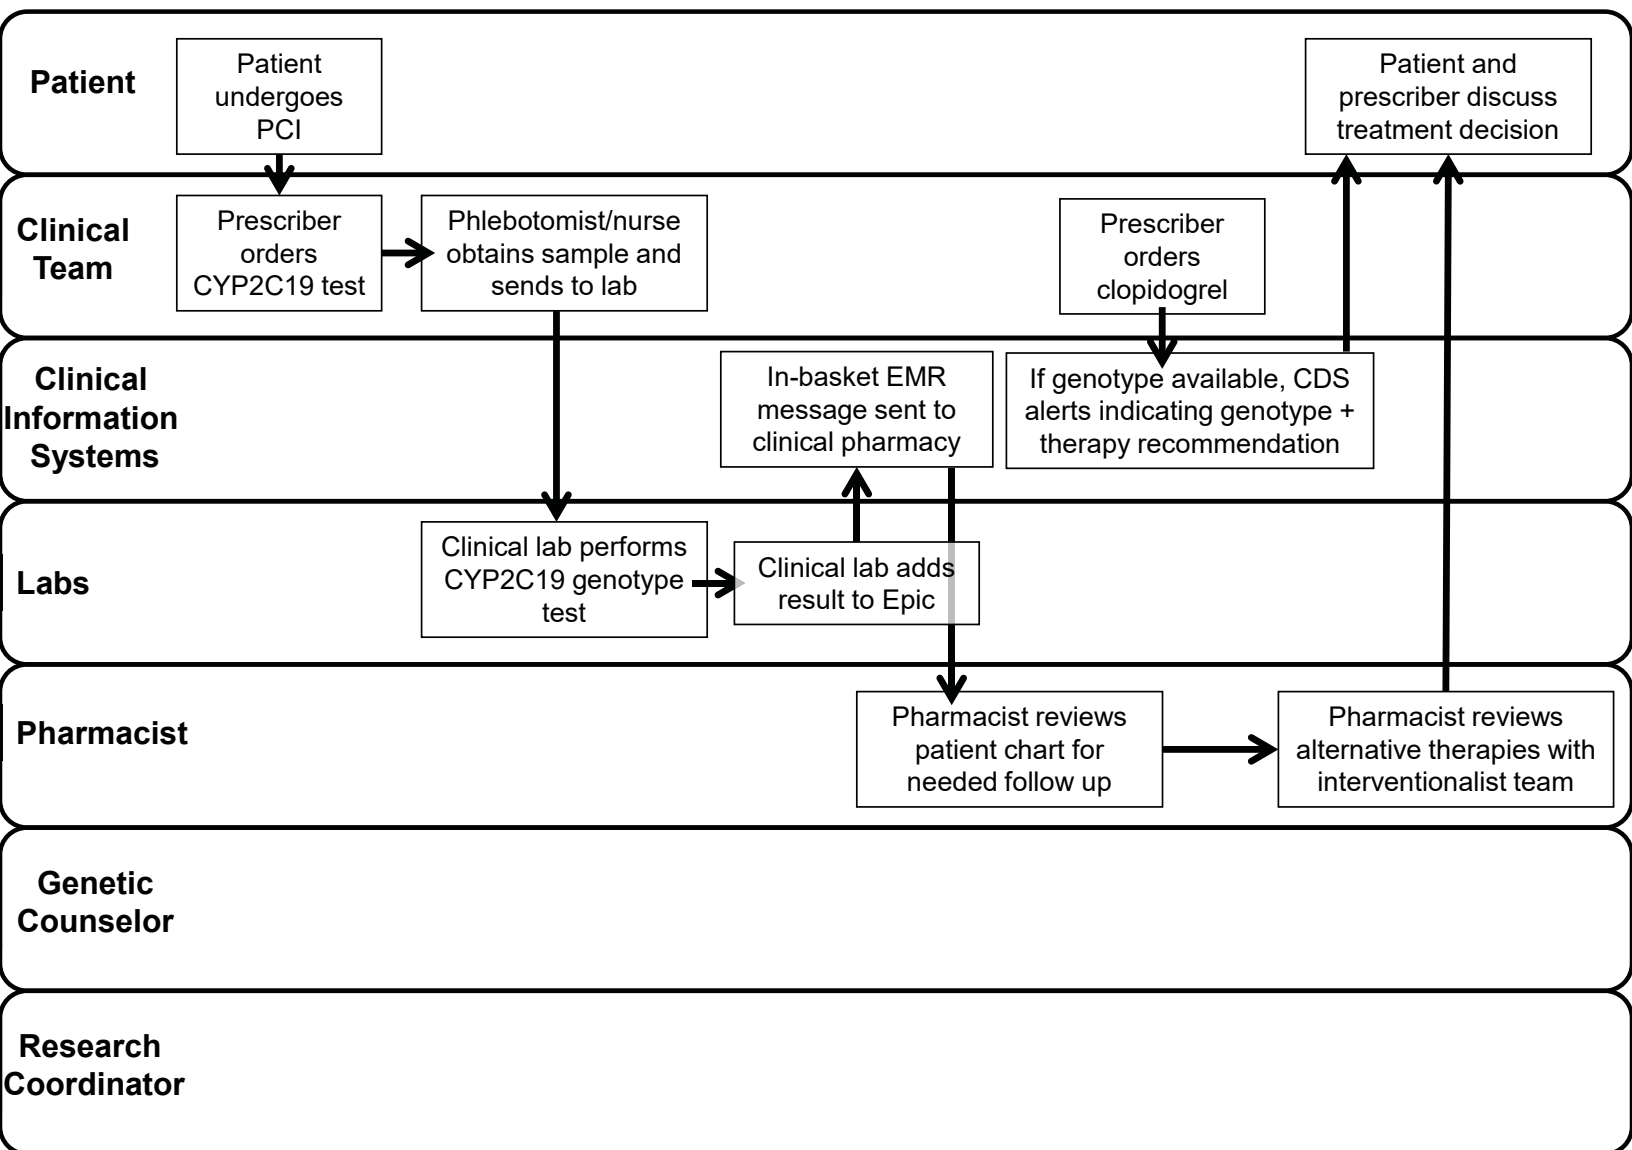 Patient
Patient
undergoes
PCI
Patient and
prescriber discuss
treatment decision
Clinical
Team
Prescriber
orders
CYP2C19 test
Phlebotomist/nurse
obtains sample and
sends to lab
Prescriber
orders
clopidogrel
Clinical
Information
Systems
In-basket EMR
message sent to
clinical pharmacy
If genotype available, CDS
alerts indicating genotype +
therapy recommendation
Labs
Clinical lab performs
CYP2C19 genotype
test
Clinical lab adds
result to Epic
Pharmacist
Pharmacist reviews
patient chart for
needed follow up
Pharmacist reviews
alternative therapies with
interventionalist team
Genetic
Counselor
Research
Coordinator